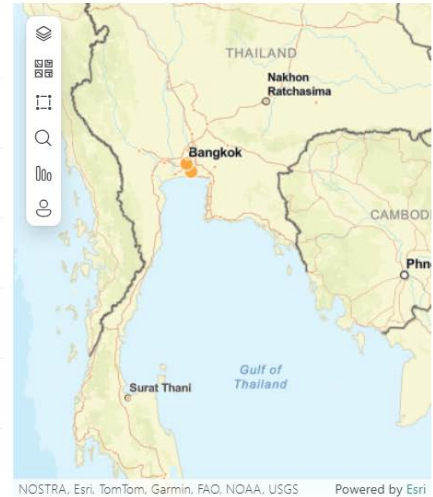 THAILAND
Nakhon
Ratchasima
Bangkok
CAMBODI
Phn
Gulf of
Thailand
Surat Thani
NOSTRA, Esri, TomTom, Garmin, FAO, NOAA, USGS Powered by Esri